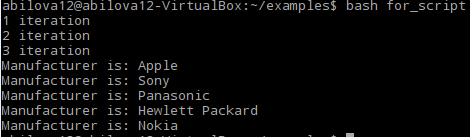 abilova12@abilova12-VirtualBox:~/examples$ bash for_script
1 iteration
2 iteration
3 iteration
Manufacturer is: Apple
Manufacturer is: Sony
Manufacturer is: Panasonic
Manufacturer is: Hewlett Packard
Manufacturer is: Nokia